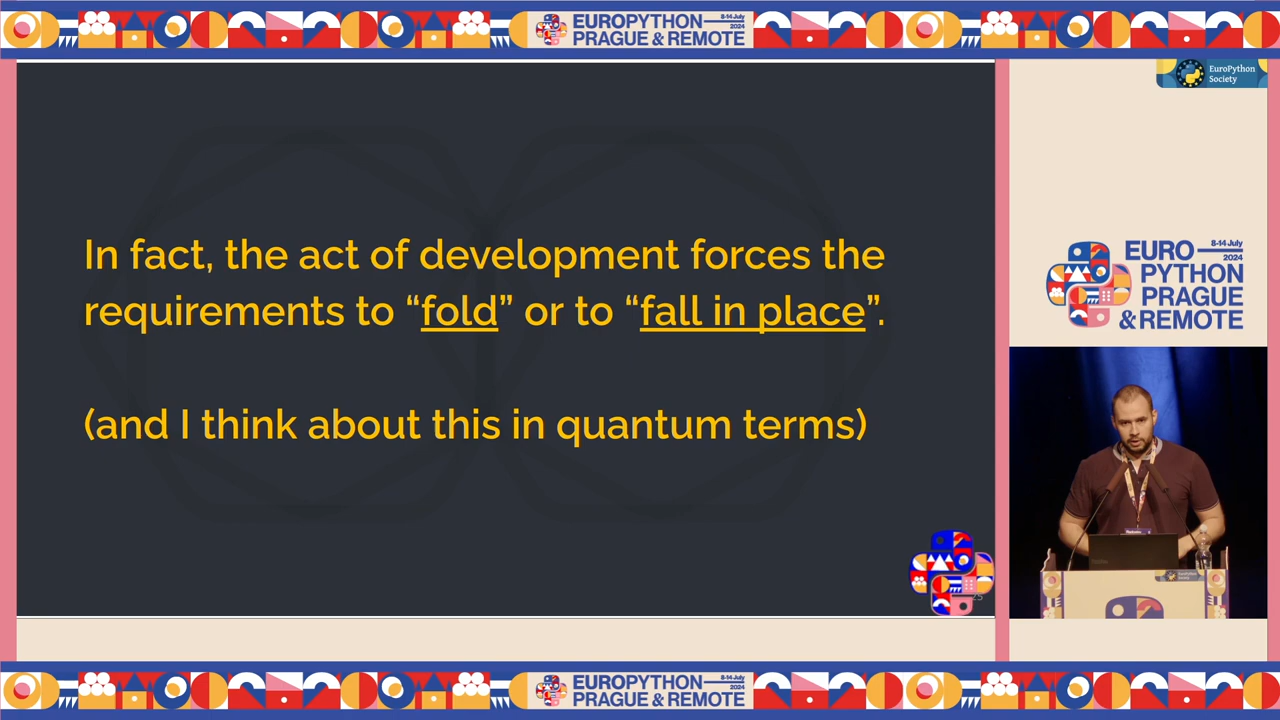 EUROPYTHON
8-14 July
2024
PRAGUE & REMOTE
EuroPython
Society
In fact, the act of development forces the
requirements to “fold” or to “fall in place”.
(and I think about this in quantum terms)
25
EURO
8-14 July
2024
PYTHON
PRAGUE
& REMOTE
EUROPYTHON
8-14 July
2024
PRAGUE & REMOTE